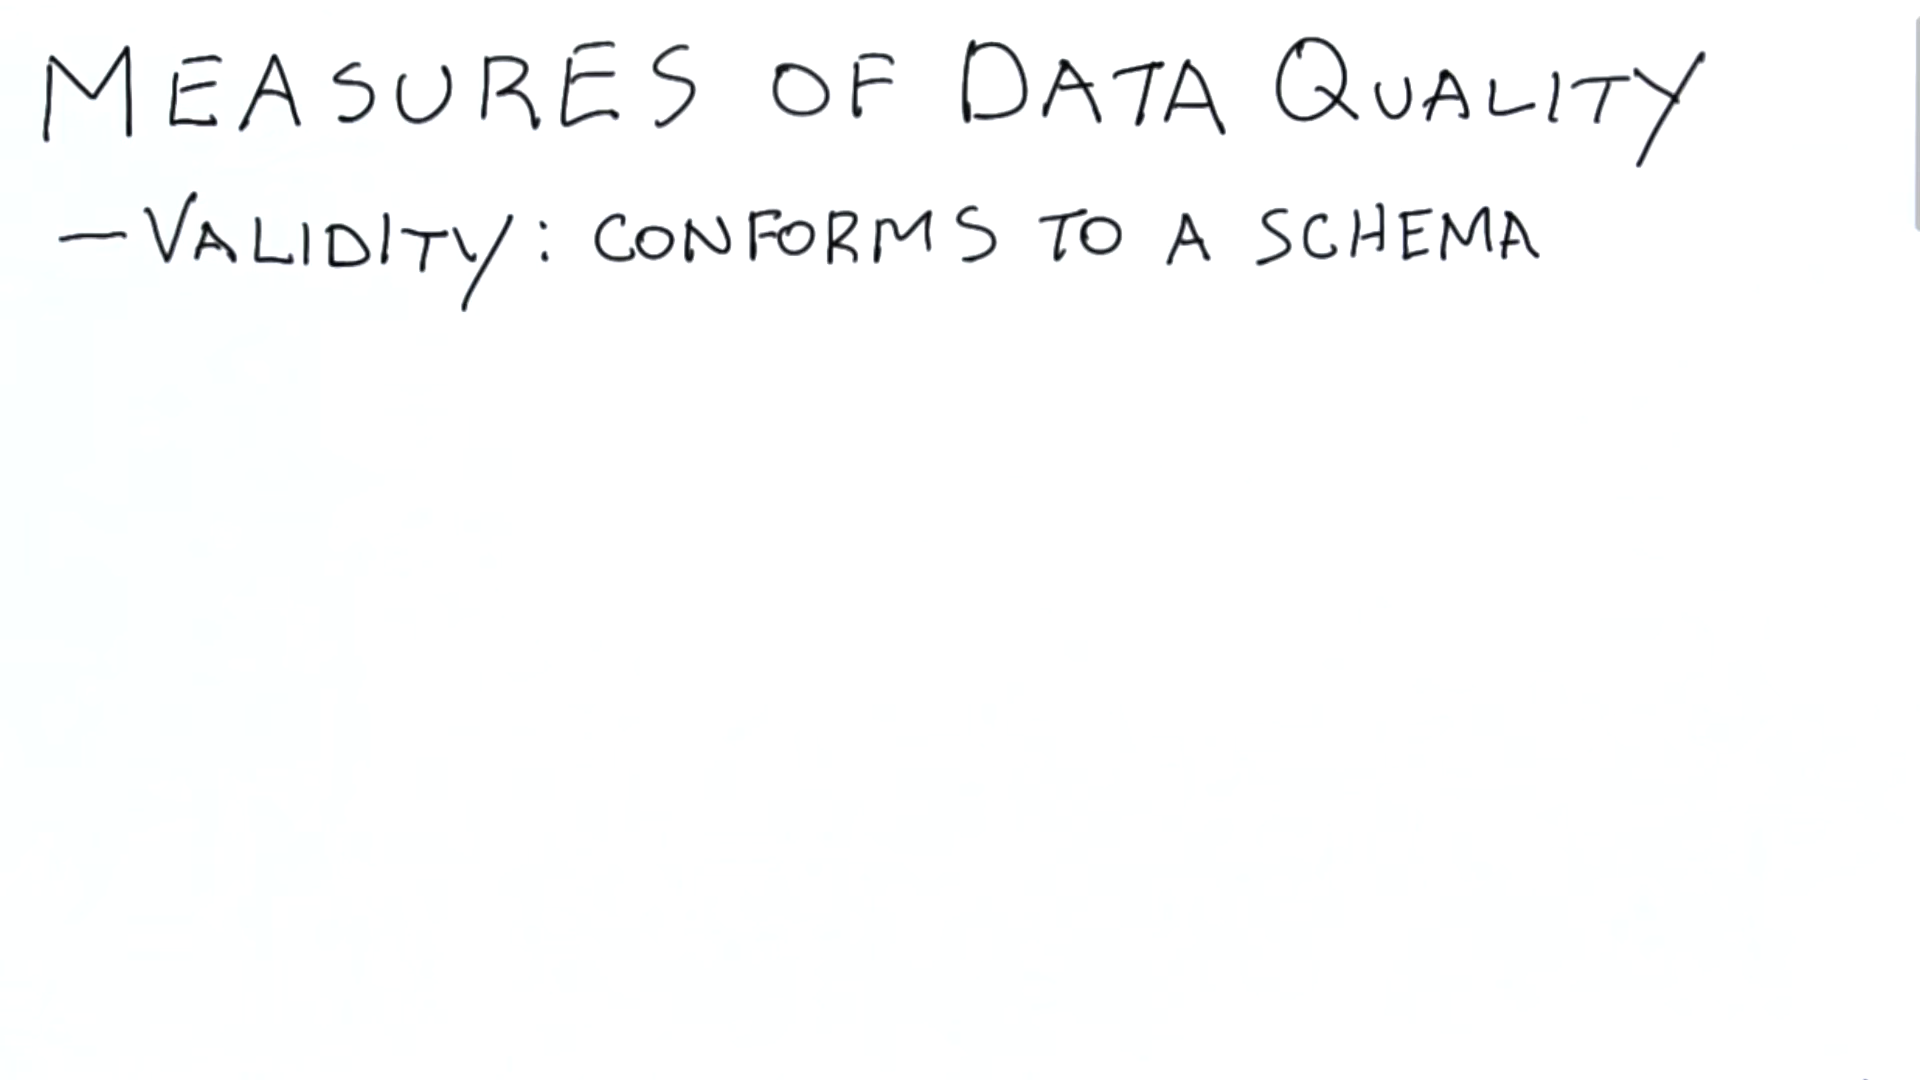 MEASURES OF DATA QUALITY
- VALIDITY: CONFORMS TO A SCHEMA